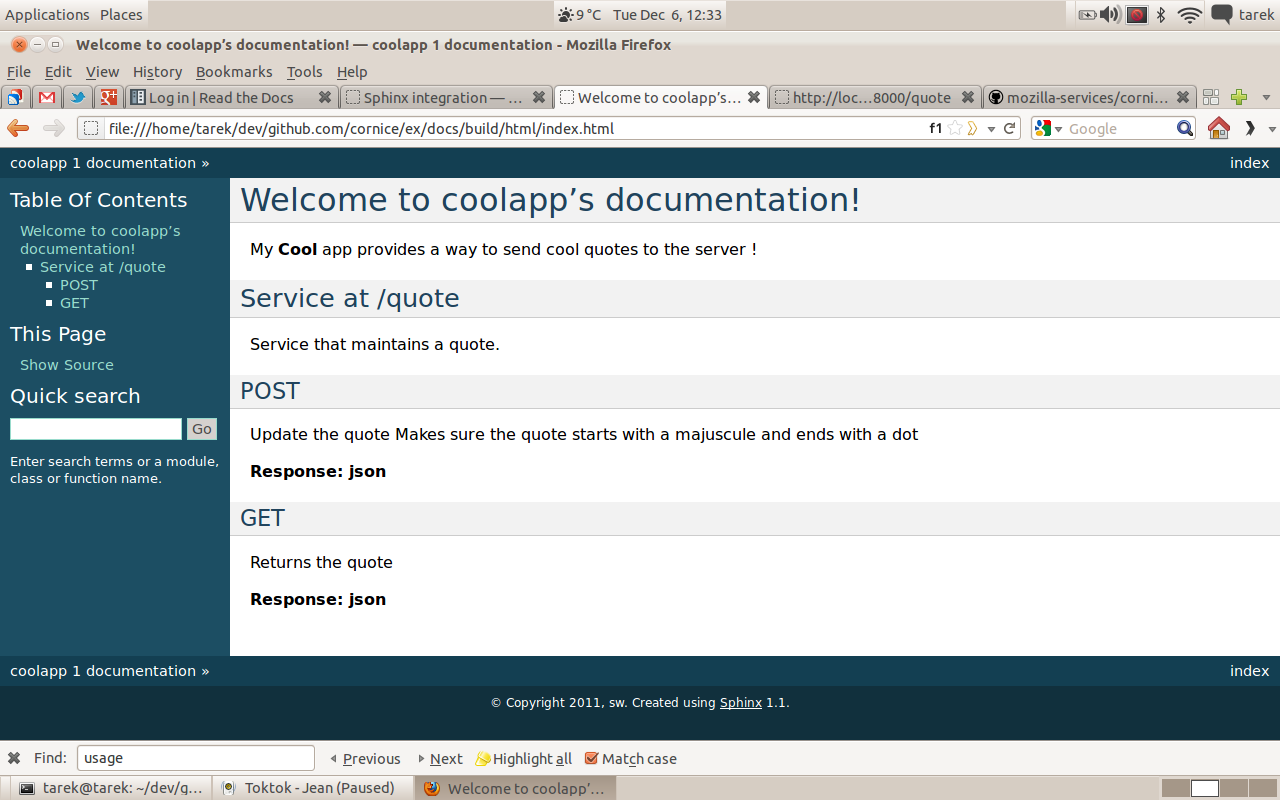 Applications Places 9 °C Tue Dec 6, 12:33 tarek
Welcome to coolapp’s documentation! — coolapp 1 documentation - Mozilla Firefox
File Edit View History Bookmarks Tools Help
Log in | Read the Docs Sphinx integration — ... Welcome to coolapp’s... http://loc...8000/quote mozilla-services/corni...
file:///home/tarek/dev/github.com/cornice/ex/docs/build/html/index.html f1 Google
coolapp 1 documentation » index
Table Of Contents
Welcome to coolapp’s
documentation!
Service at /quote
POST
GET
This Page
Show Source
Quick search
Go
Enter search terms or a module,
class or function name.
Welcome to coolapp’s documentation!
My Cool app provides a way to send cool quotes to the server !
Service at /quote
Service that maintains a quote.
POST
Update the quote Makes sure the quote starts with a majuscule and ends with a dot
Response: json
GET
Returns the quote
Response: json
coolapp 1 documentation » index
© Copyright 2011, sw. Created using Sphinx 1.1.
Find: usage Previous Next Highlight all Match case
tarek@tarek: ~/dev/g... Toktok - Jean (Paused) Welcome to coolapp’...